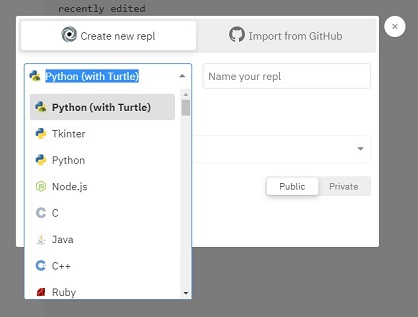 recently edited
Create new repl
Import from GitHub
Python (with Turtle)
Name your repl
Python (with Turtle)
Tkinter
Python
Node.js
C
Java
C++
Ruby
Public
Private